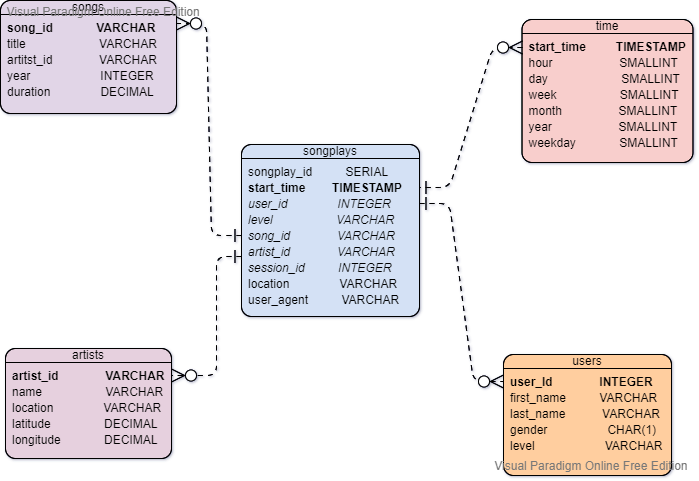 Visual Paradigm Online Free Edition
songs
song_id VARCHAR
title VARCHAR
artitst_id VARCHAR
year INTEGER
duration DECIMAL
time
start_time TIMESTAMP
hour SMALLINT
day SMALLINT
week SMALLINT
month SMALLINT
year SMALLINT
weekday SMALLINT
songplays
songplay_id SERIAL
start_time TIMESTAMP
user_id INTEGER
level VARCHAR
song_id VARCHAR
artist_id VARCHAR
session_id INTEGER
location VARCHAR
user_agent VARCHAR
artists
artist_id VARCHAR
name VARCHAR
location VARCHAR
latitude DECIMAL
longitude DECIMAL
users
user_Id INTEGER
first_name VARCHAR
last_name VARCHAR
gender CHAR(1)
level VARCHAR
Visual Paradigm Online Free Edition